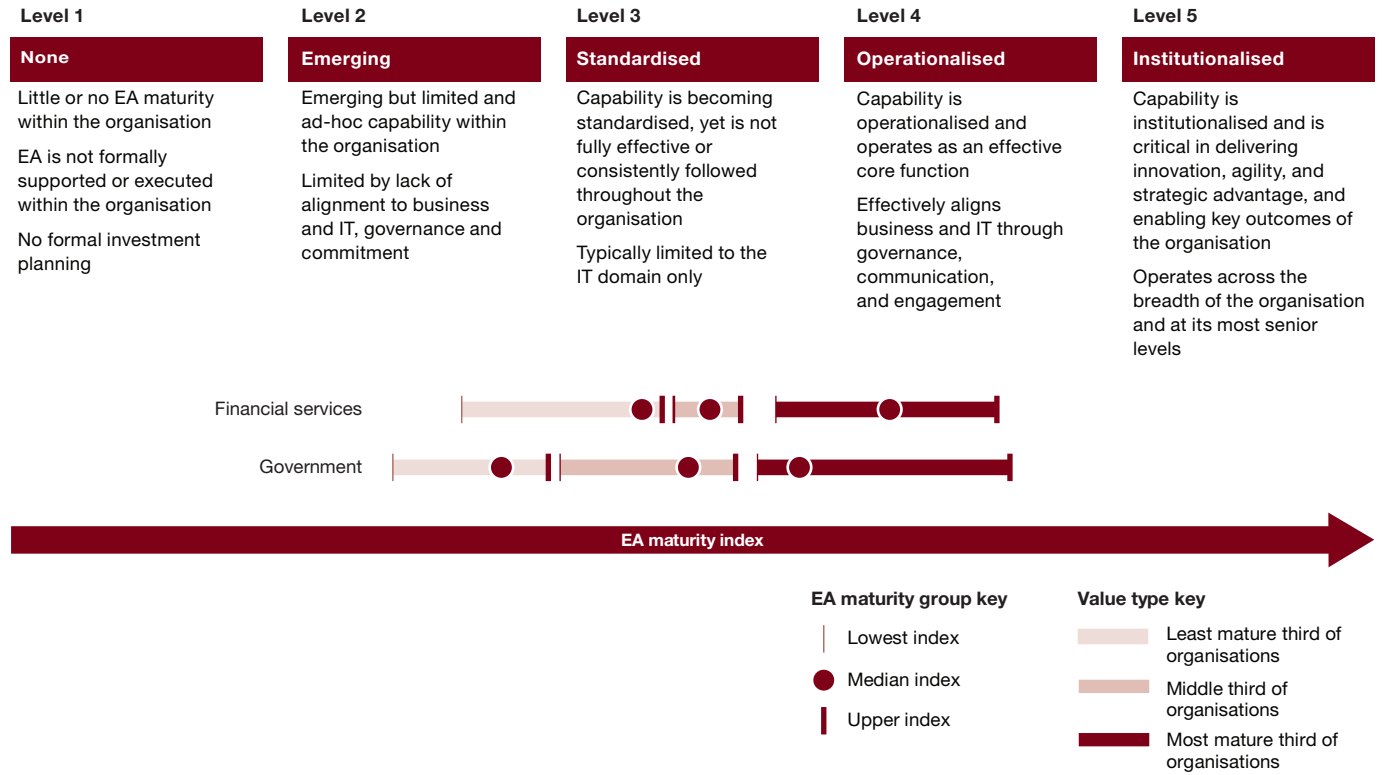 Level 1
None
Little or no EA maturity
within the organisation
EA is not formally
supported or executed
within the organisation
No formal investment
planning
Level 2
Emerging
Emerging but limited and
ad-hoc capability within
the organisation
Limited by lack of
alignment to business
and IT, governance and
commitment
Level 3
Standardised
Capability is becoming
standardised, yet is not
fully effective or
consistently followed
throughout the
organisation
Typically limited to the
IT domain only
Level 4
Operationalised
Capability is
operationalised and
operates as an effective
core function
Effectively aligns
business and IT through
governance,
communication,
and engagement
Level 5
Institutionalised
Capability is
institutionalised and is
critical in delivering
innovation, agility, and
strategic advantage, and
enabling key outcomes of
the organisation
Operates across the
breadth of the organisation
and at its most senior
levels
Financial services
Government
EA maturity index
EA maturity group key
Lowest index
Median index
Upper index
Value type key
Least mature third of
organisations
Middle third of
organisations
Most mature third of
organisations